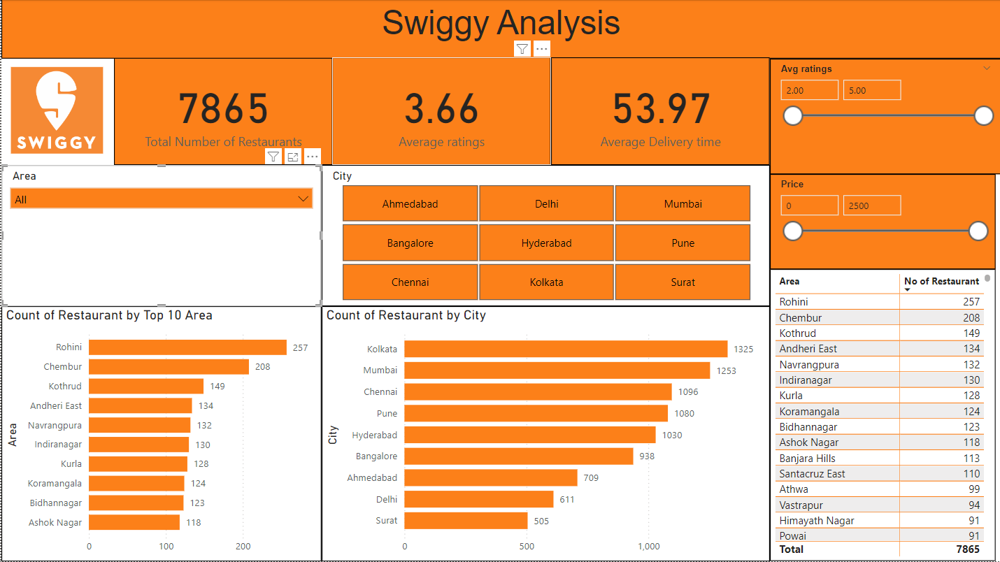 Swiggy Analysis
SWIGGY
7865
Total Number of Restaurants
3.66
Average ratings
53.97
Average Delivery time
Avg ratings
2.00 5.00
Price
0 2500
Area
All
City
Ahmedabad Delhi Mumbai
Bangalore Hyderabad Pune
Chennai Kolkata Surat
Count of Restaurant by Top 10 Area
Area
Rohini 257
Chembur 208
Kothrud 149
Andheri East 134
Navrangpura 132
Indiranagar 130
Kurla 128
Koramangala 124
Bidhannagar 123
Ashok Nagar 118
0 100 200
Count of Restaurant by City
City
Kolkata 1325
Mumbai 1253
Chennai 1096
Pune 1080
Hyderabad 1030
Bangalore 938
Ahmedabad 709
Delhi 611
Surat 505
0 500 1,000
Area No of Restaurant
Rohini 257
Chembur 208
Kothrud 149
Andheri East 134
Navrangpura 132
Indiranagar 130
Kurla 128
Koramangala 124
Bidhannagar 123
Ashok Nagar 118
Banjara Hills 113
Santacruz East 110
Athwa 99
Vastrapur 94
Himayath Nagar 91
Powai 91
Total 7865